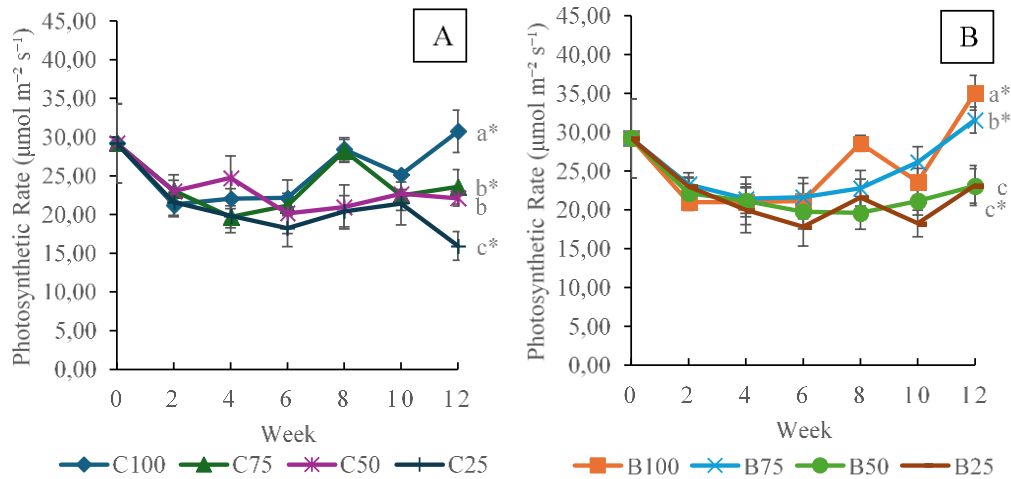 A
Photosynthetic Rate (µmol m⁻² s⁻¹)
45,00
40,00
35,00
30,00
25,00
20,00
15,00
10,00
5,00
0,00
0 2 4 6 8 10 12
Week
a*
b*
b
c*
C100 C75 C50 C25
B
Photosynthetic Rate (µmol m⁻² s⁻¹)
45,00
40,00
35,00
30,00
25,00
20,00
15,00
10,00
5,00
0,00
0 2 4 6 8 10 12
Week
a*
b*
c
c*
B100 B75 B50 B25